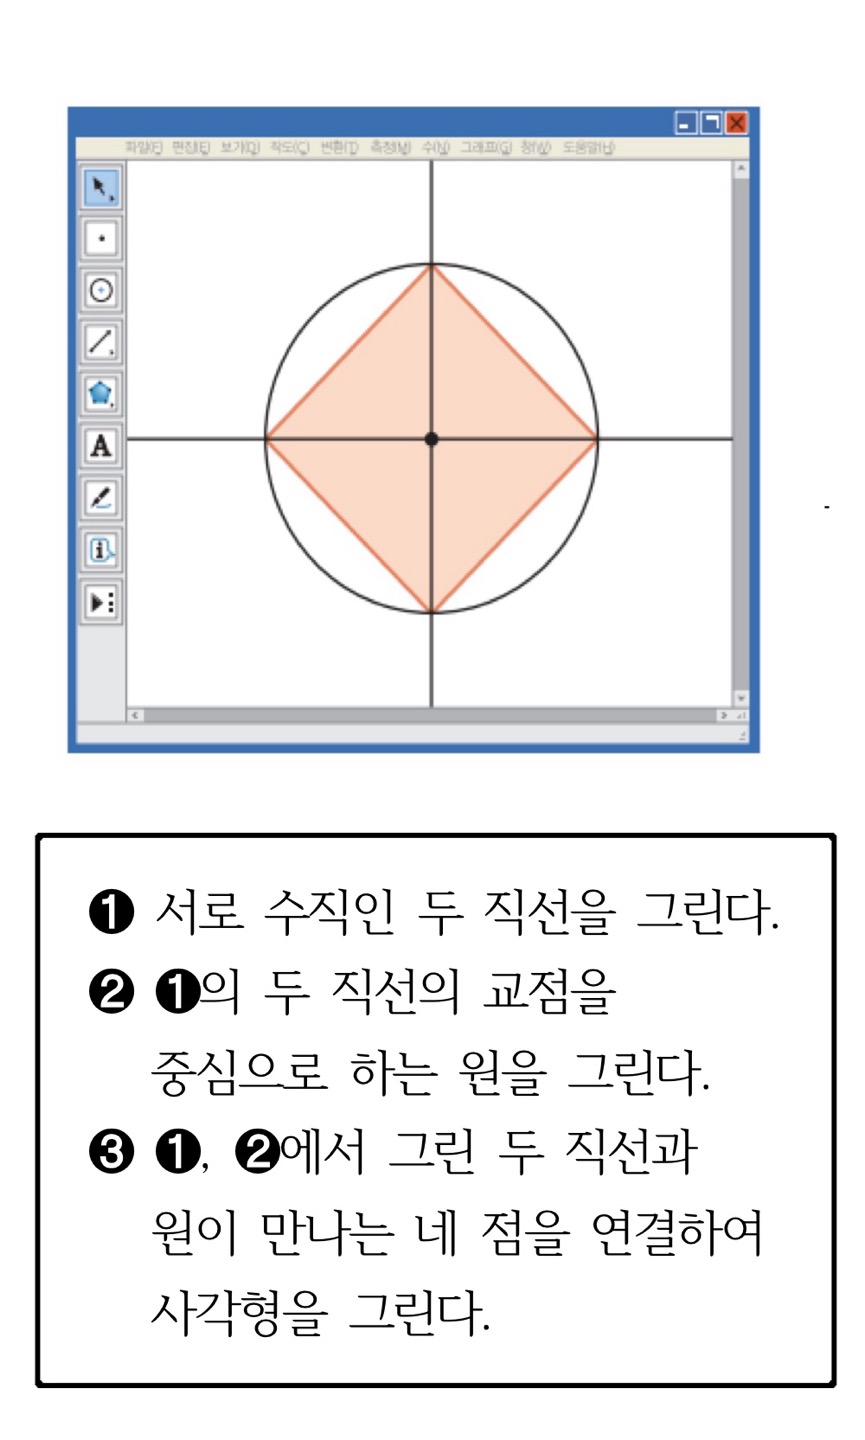 파일(F) 편집(E) 보기(D) 작도(C) 변환(T) 측정(M) 수(N) 그래프(G) 창(W) 도움말(H)
A
i
❶ 서로 수직인 두 직선을 그린다.
❷ ❶의 두 직선의 교점을
중심으로 하는 원을 그린다.
❸ ❶, ❷에서 그린 두 직선과
원이 만나는 네 점을 연결하여
사각형을 그린다.